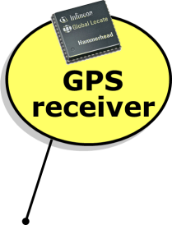 Infineon
Global Locate
Hammerhead
GPS
receiver